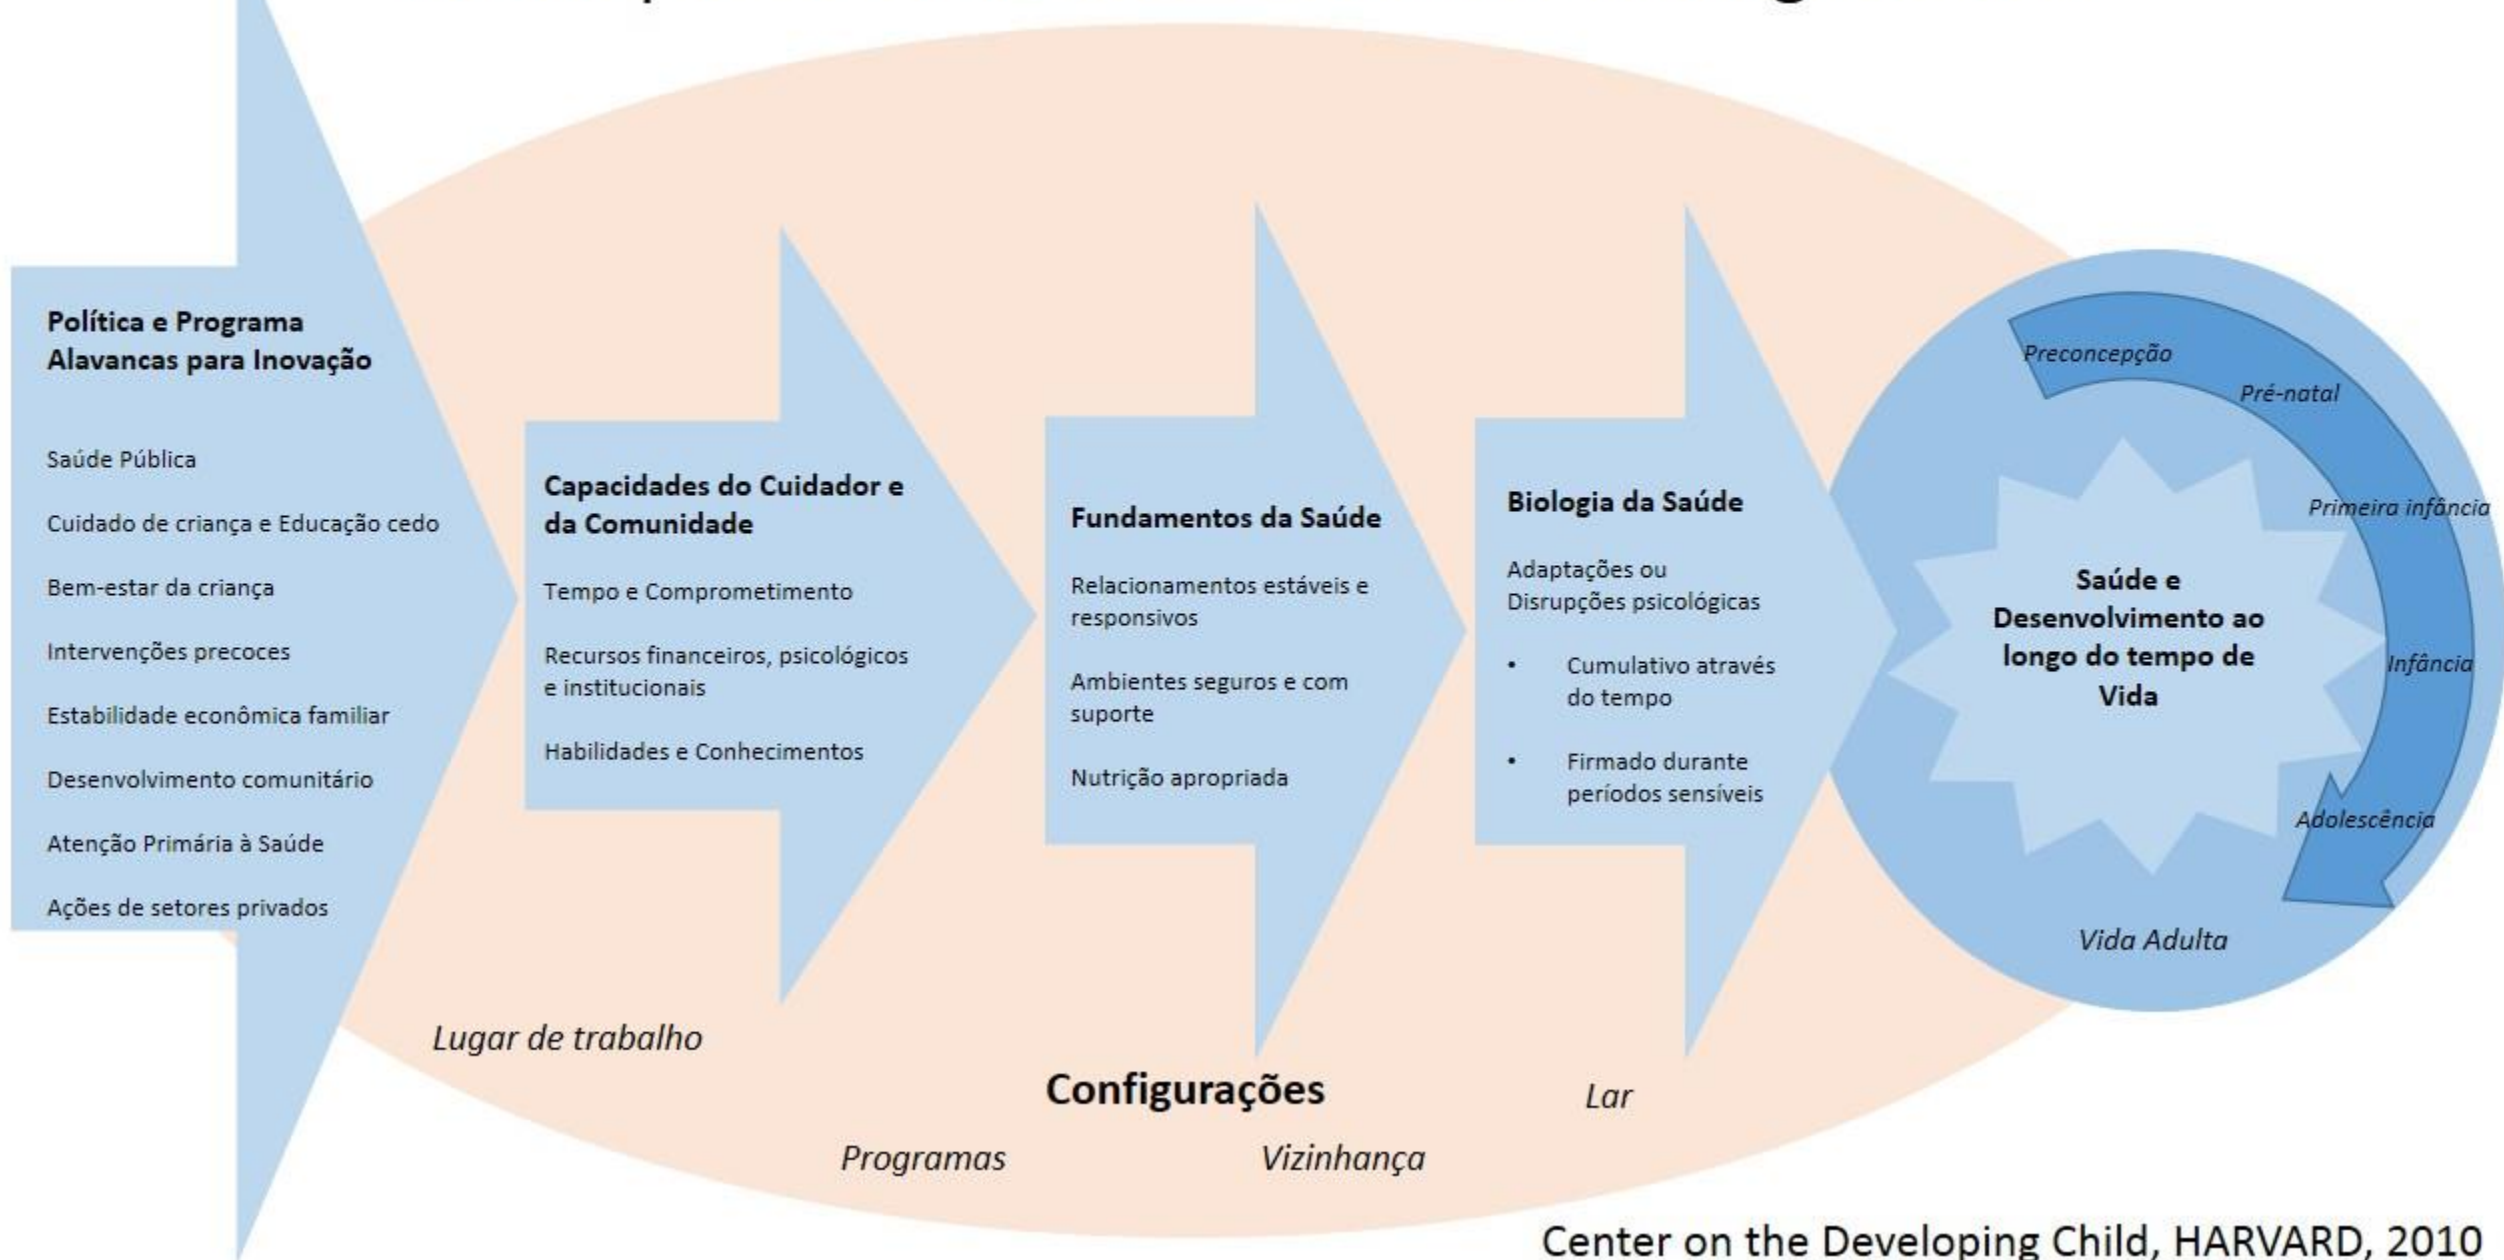 Política e Programa
Alavancas para Inovação
Saúde Pública
Cuidado de criança e Educação cedo
Bem-estar da criança
Intervenções precoces
Estabilidade econômica familiar
Desenvolvimento comunitário
Atenção Primária à Saúde
Ações de setores privados
Capacidades do Cuidador e
da Comunidade
Tempo e Comprometimento
Recursos financeiros, psicológicos
e institucionais
Habilidades e Conhecimentos
Fundamentos da Saúde
Relacionamentos estáveis e
responsivos
Ambientes seguros e com
suporte
Nutrição apropriada
Biologia da Saúde
Adaptações ou
Disrupções psicológicas
• Cumulativo através
do tempo
• Firmado durante
períodos sensíveis
Saúde e
Desenvolvimento ao
longo do tempo de
Vida
Preconcepção
Pré-natal
Primeira infância
Infância
Adolescência
Vida Adulta
Lugar de trabalho
Configurações
Lar
Programas
Vizinhança
Center on the Developing Child, HARVARD, 2010